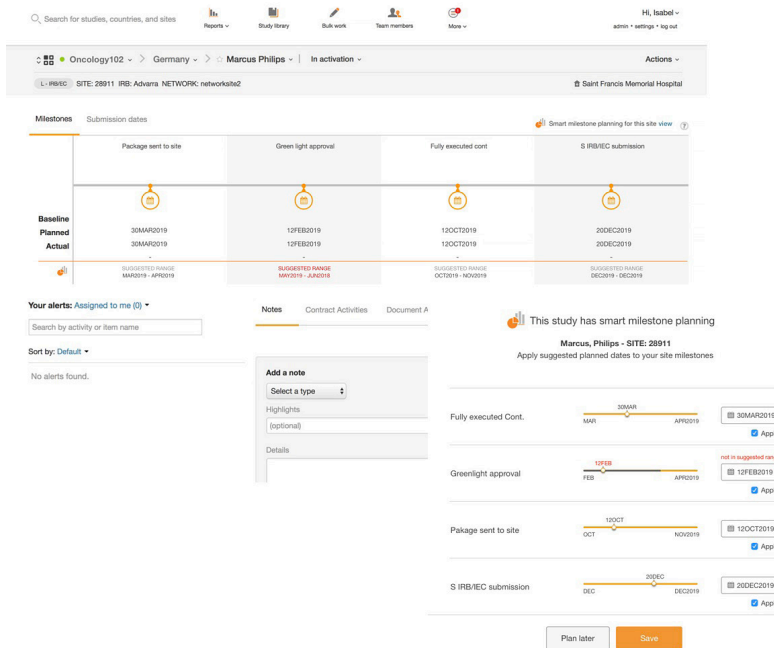 Search for studies, countries, and sites
Reports
Study library
Bulk work
Team members
More
Hi, Isabel
admin • settings • log out
Oncology102 > Germany > Marcus Philips
In activation
Actions
L - IRB/EC SITE: 28911 IRB: Advarra NETWORK: networksite2
Saint Francis Memorial Hospital
Milestones
Submission dates
Smart milestone planning for this site view ?
Package sent to site
Green light approval
Fully executed cont
S IRB/IEC submission
Baseline
Planned 30MAR2019 12FEB2019 12OCT2019 20DEC2019
Actual 30MAR2019 12FEB2019 12OCT2019 20DEC2019
- - - -
SUGGESTED RANGE SUGGESTED RANGE SUGGESTED RANGE SUGGESTED RANGE
MAR2019 - APR2019 MAY2019 - JUN2018 OCT2019 - NOV2019 DEC2019 - DEC2019
Your alerts: Assigned to me (0)
Search by activity or item name
Sort by: Default
No alerts found.
Notes
Contract Activities
Document A
Add a note
Select a type
Highlights
(optional)
Details
This study has smart milestone planning
Marcus, Philips - SITE: 28911
Apply suggested planned dates to your site milestones
30MAR
Fully executed Cont.
MAR APR2019
30MAR2019
App
12FEB
not in suggested ran
Greenlight approval
FEB APR2019
12FEB2019
App
12OCT
Pakage sent to site
OCT NOV2019
12OCT2019
App
20DEC
S IRB/IEC submission
DEC DEC2019
20DEC2019
App
Plan later
Save